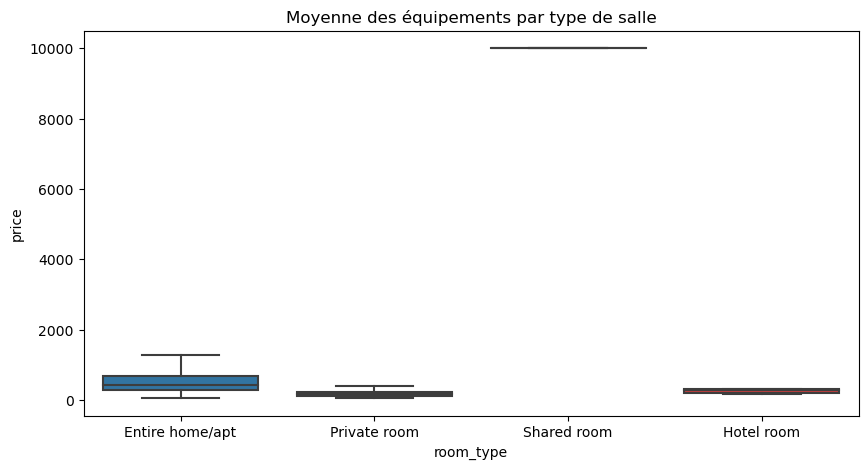 Moyenne des équipements par type de salle
10000
8000
6000
4000
2000
0
price
Entire home/apt
Private room
Shared room
Hotel room
room_type